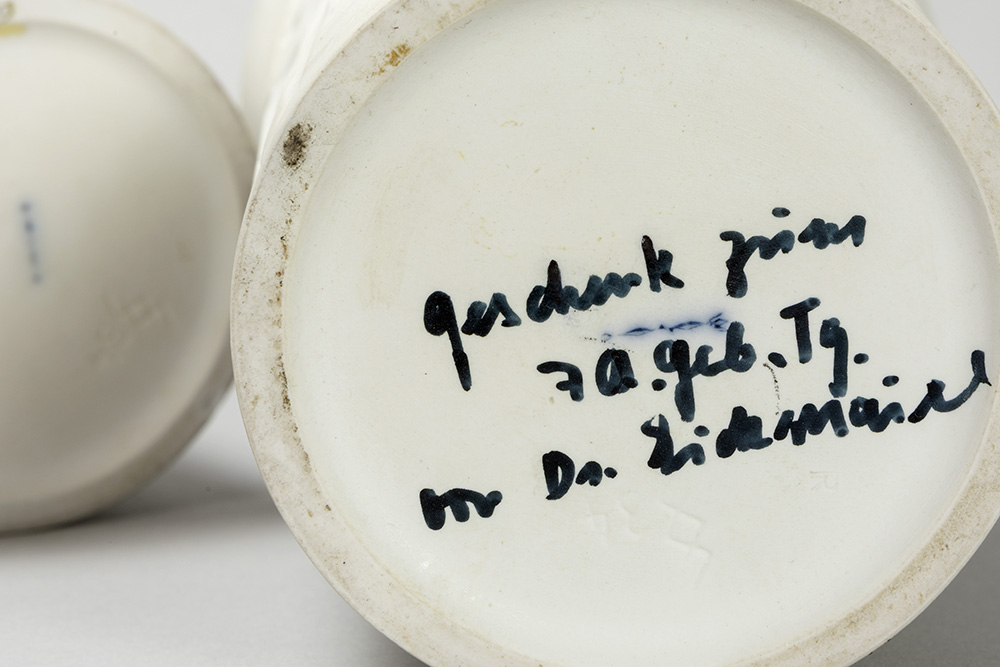 geschenk zum
70. geb. Tg.
von Dr.